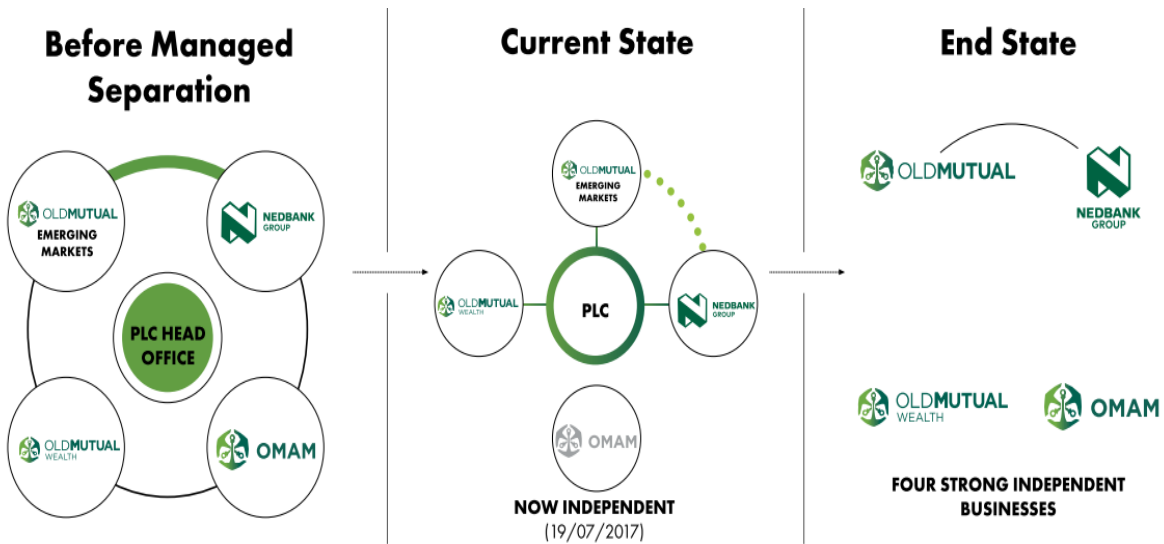 Before Managed
Separation
OLDMUTUAL
EMERGING
MARKETS
NEDBANK
GROUP
PLC HEAD
OFFICE
OLDMUTUAL
WEALTH
OMAM
Current State
OLDMUTUAL
EMERGING
MARKETS
OLDMUTUAL
WEALTH
PLC
NEDBANK
GROUP
OMAM
NOW INDEPENDENT
(19/07/2017)
End State
OLDMUTUAL
NEDBANK
GROUP
OLDMUTUAL
WEALTH
OMAM
FOUR STRONG INDEPENDENT
BUSINESSES